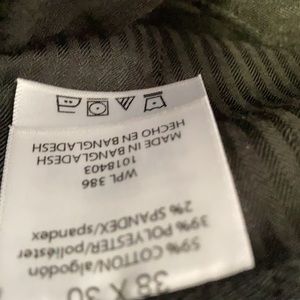 38 X 30
59% COTTON/algodón
39% POLYESTER/poliéster
2% SPANDEX/spandex
WPL 386
1018403
MADE IN BANGLADESH
HECHO EN BANGLADESH